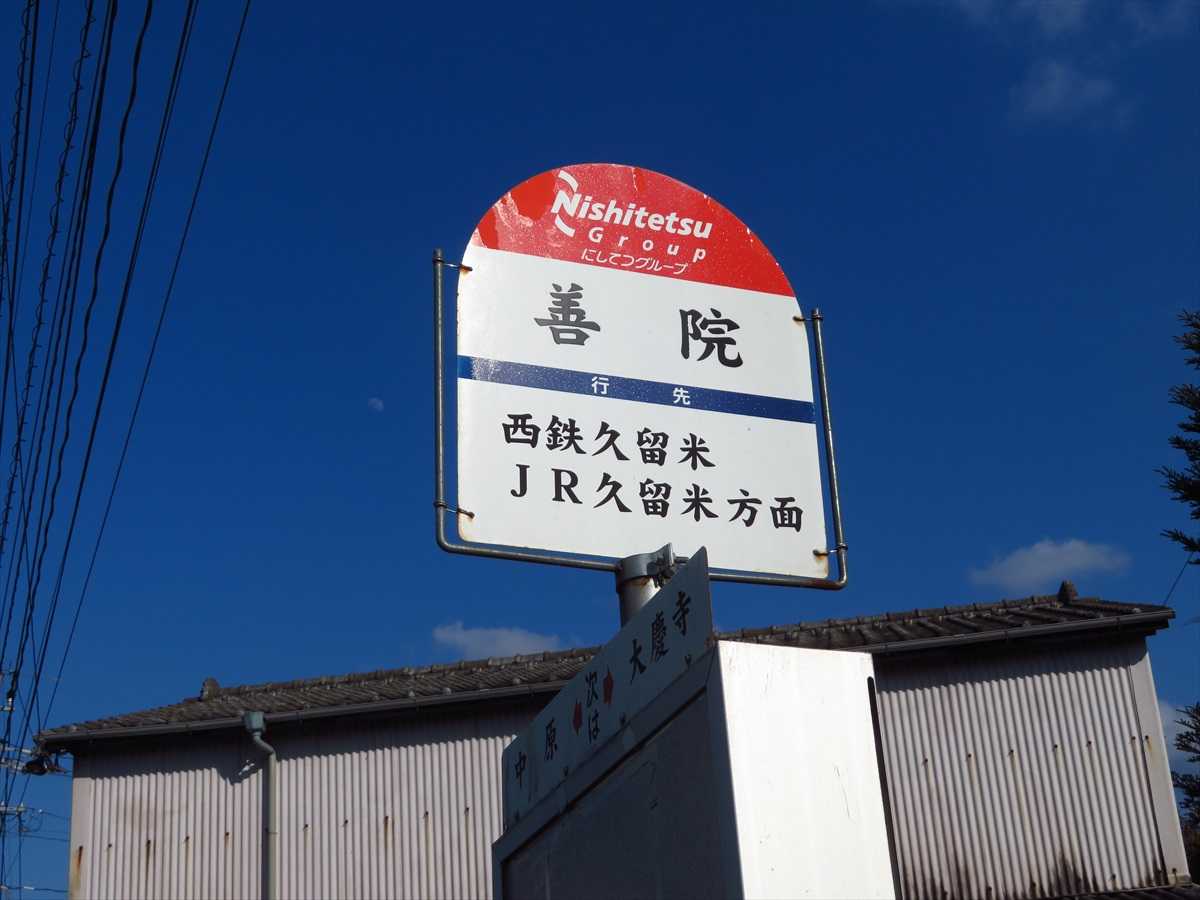 Nishitetsu
Group
にしてつグループ
善院
行先
西鉄久留米
JR久留米方面
中原 次は 大慶寺